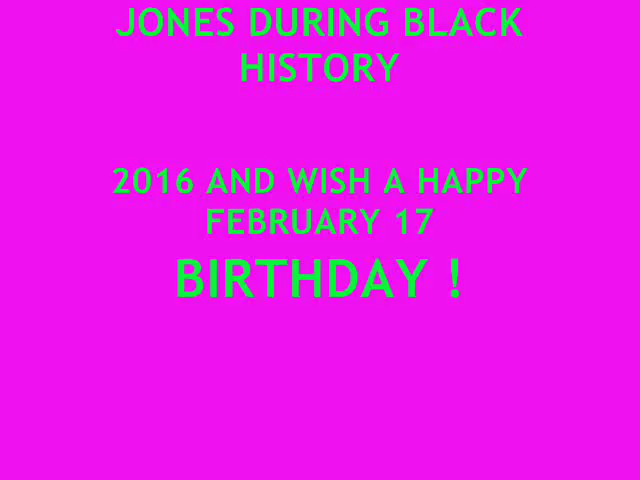 JONES DURING BLACK
HISTORY
2016 AND WISH A HAPPY
FEBRUARY 17
BIRTHDAY !